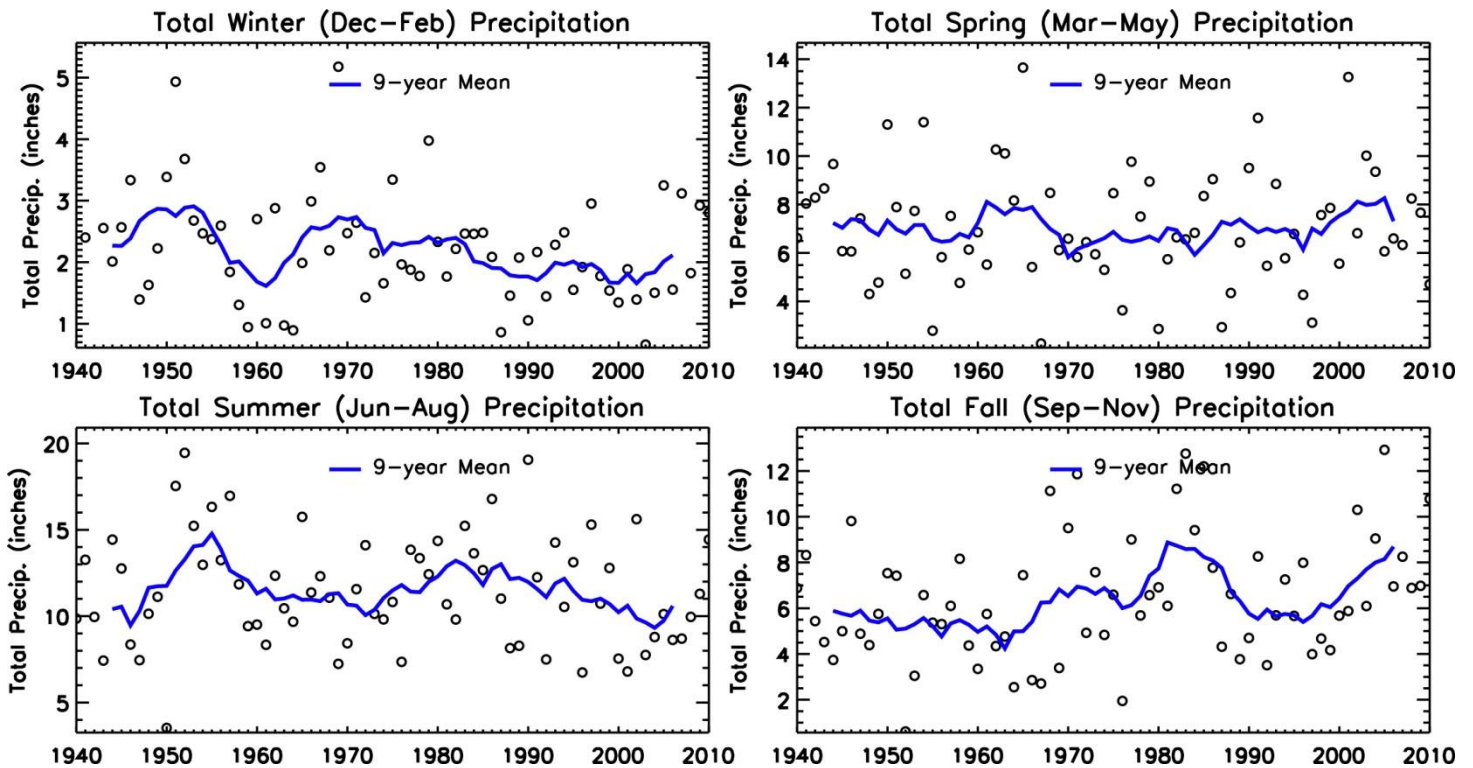 Total Winter (Dec-Feb) Precipitation
Total Precip. (inches)
5
4
3
2
1
9-year Mean
1940 1950 1960 1970 1980 1990 2000 2010
Total Spring (Mar-May) Precipitation
Total Precip. (inches)
14
12
10
8
6
4
9-year Mean
1940 1950 1960 1970 1980 1990 2000 2010
Total Summer (Jun-Aug) Precipitation
Total Precip. (inches)
20
15
10
5
9-year Mean
1940 1950 1960 1970 1980 1990 2000 2010
Total Fall (Sep-Nov) Precipitation
Total Precip. (inches)
12
10
8
6
4
2
9-year Mean
1940 1950 1960 1970 1980 1990 2000 2010